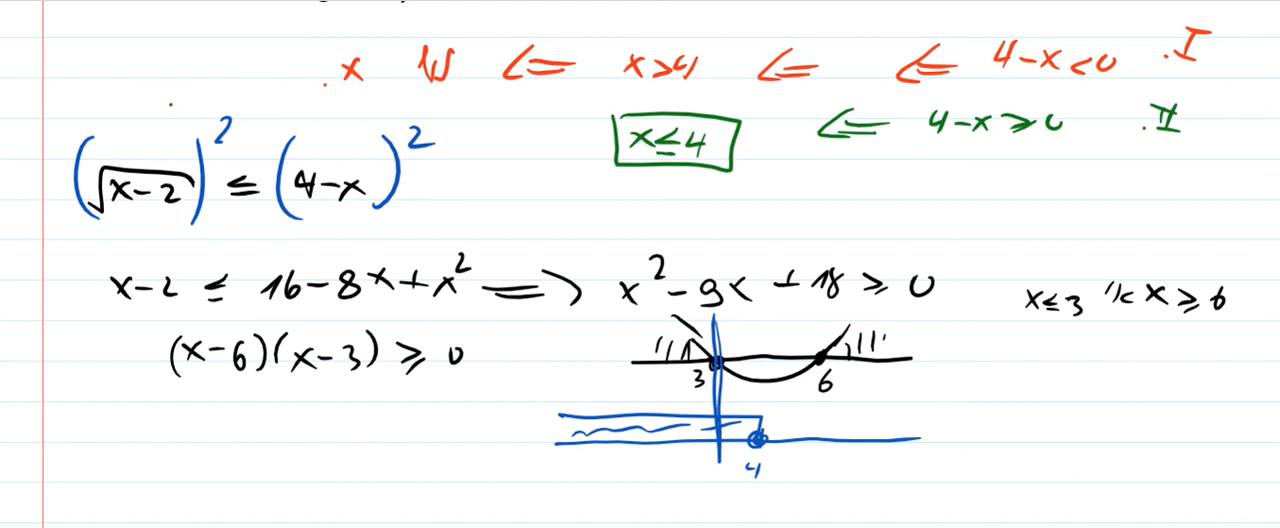 .I 4-x<0 <= <= x>4 <= אין x.
.II 4-x≥0 <= x≤4
(√x-2)² ≤ (4-x)²
x-2 ≤ 16-8x+x² => x²-9x+18 ≥ 0
x≤3 או x≥6
(x-6)(x-3) ≥ 0
3 6
4